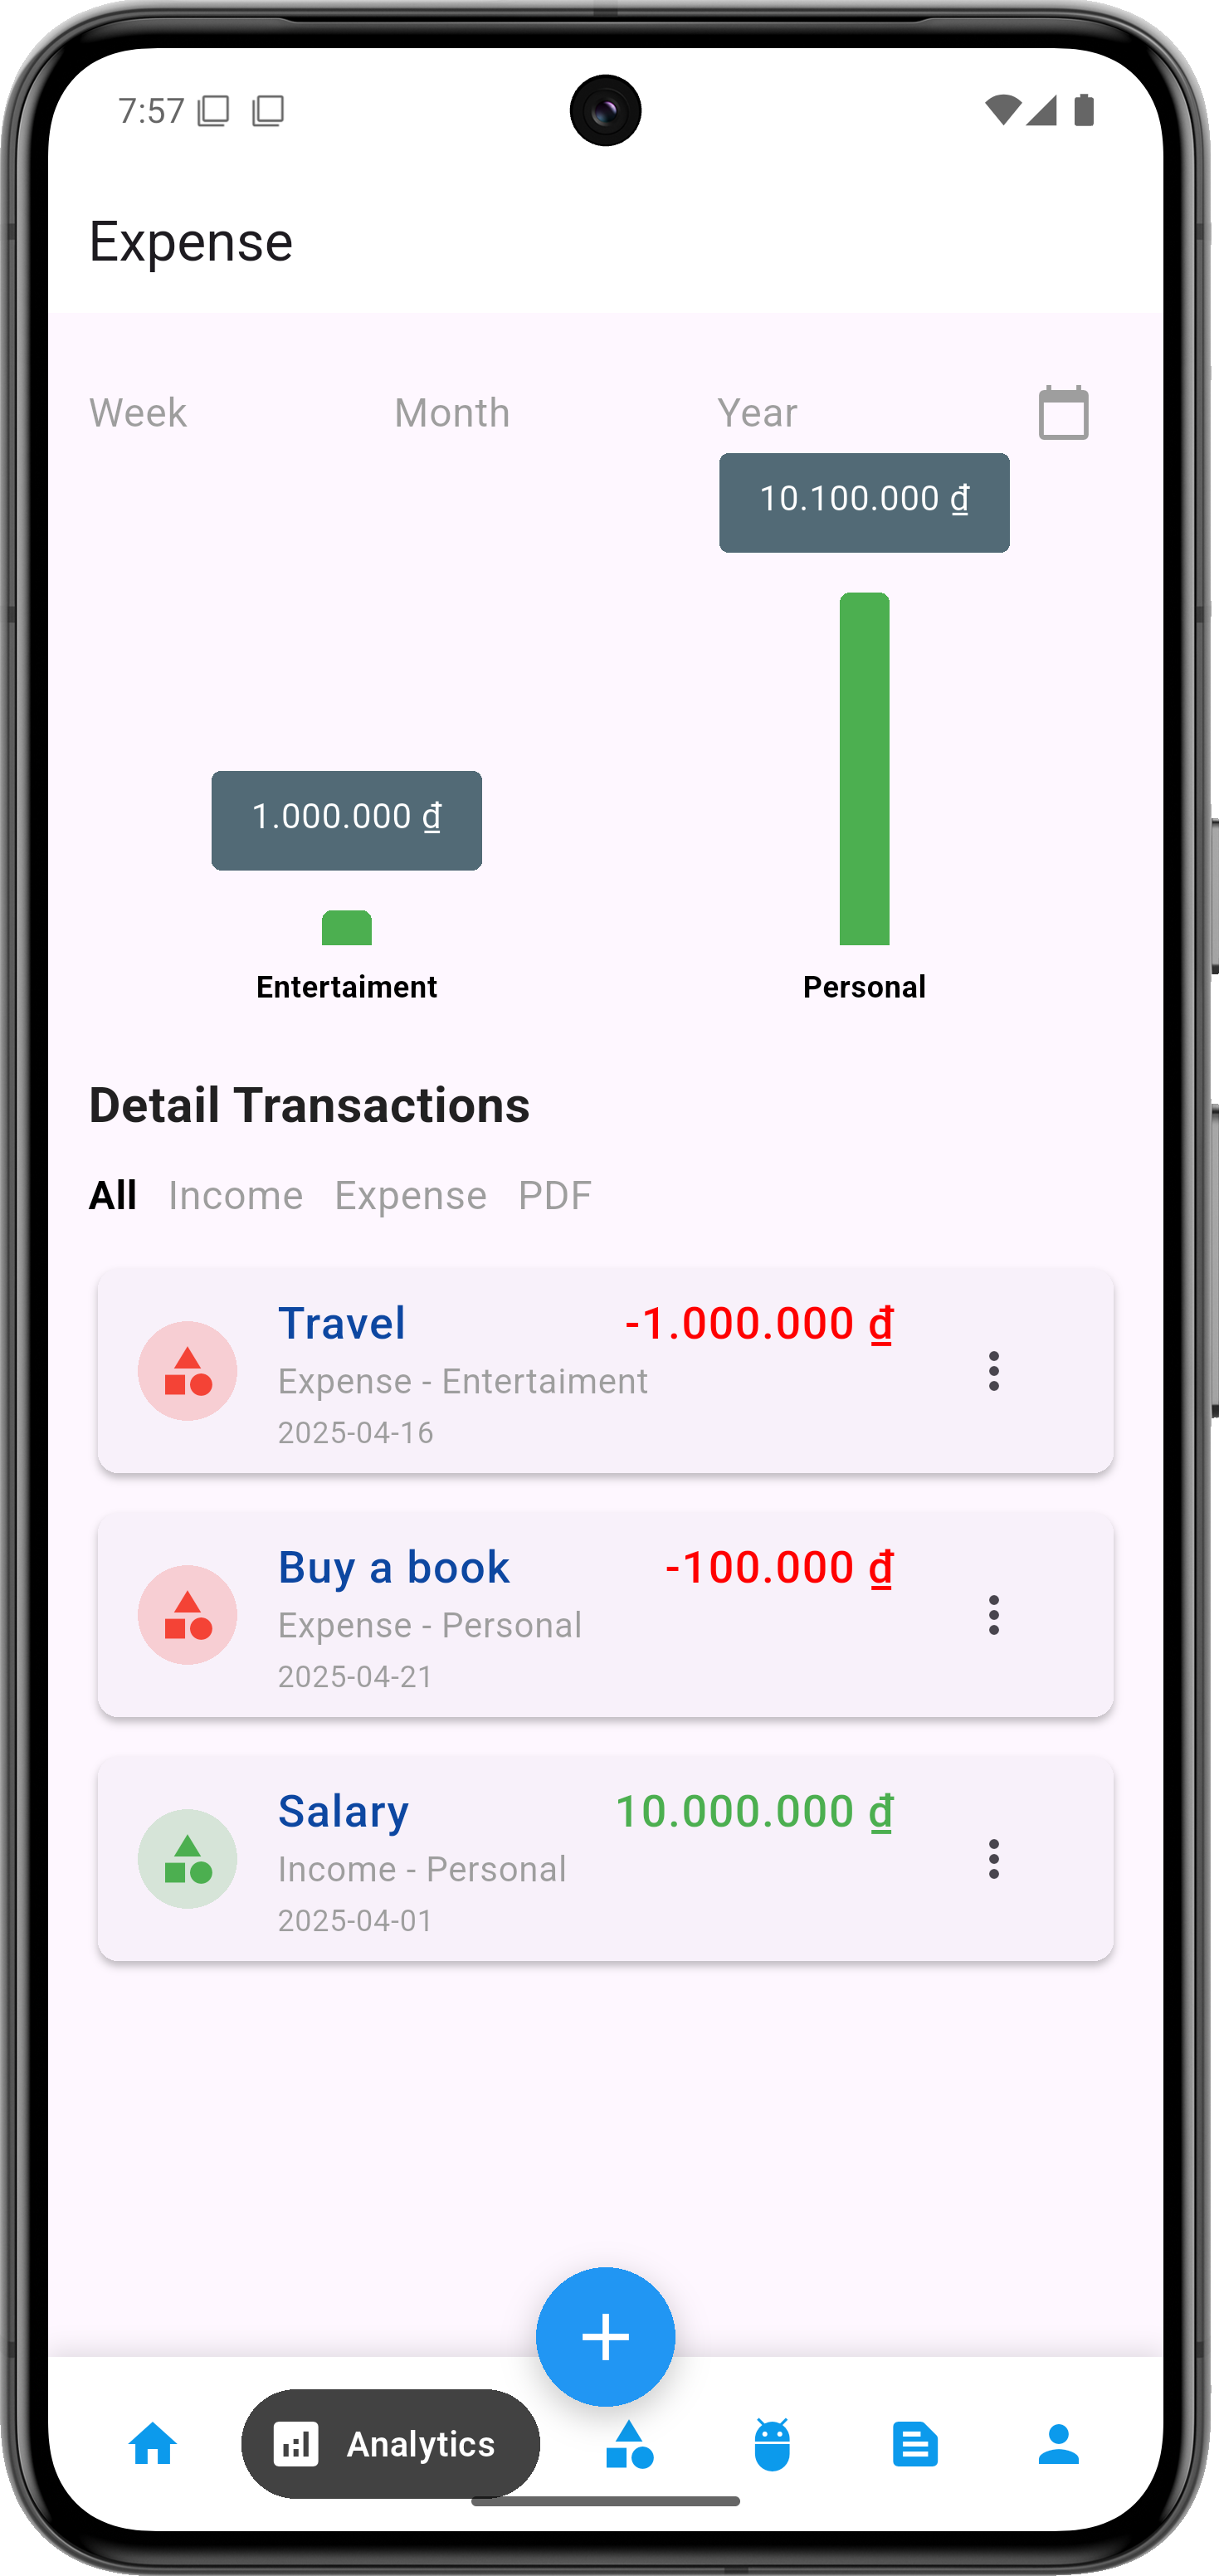 7:57
Expense
Week Month Year
10.100.000 ₫
1.000.000 ₫
Entertaiment Personal
Detail Transactions
All Income Expense PDF
Travel -1.000.000 ₫
Expense - Entertaiment
2025-04-16
Buy a book -100.000 ₫
Expense - Personal
2025-04-21
Salary 10.000.000 ₫
Income - Personal
2025-04-01
Analytics